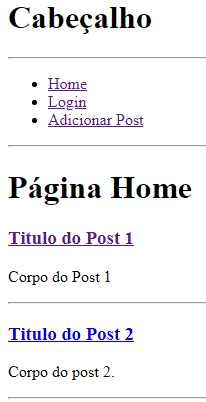 Cabeçalho
Home
Login
Adicionar Post
Página Home
Titulo do Post 1
Corpo do Post 1
Titulo do Post 2
Corpo do post 2.